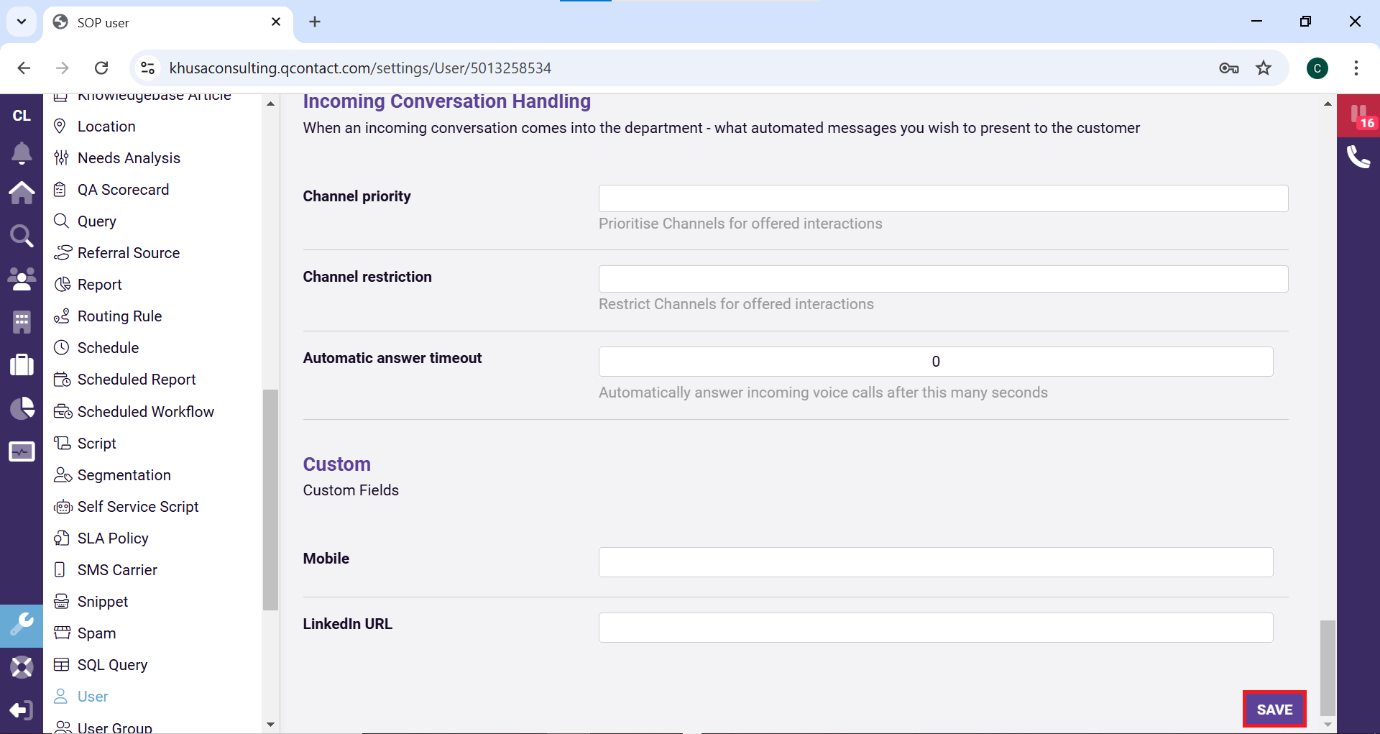 SOP user
khusaconsulting.qcontact.com/settings/User/5013258534
C
CL
16
Knowledgebase Article
Location
Needs Analysis
QA Scorecard
Query
Referral Source
Report
Routing Rule
Schedule
Scheduled Report
Scheduled Workflow
Script
Segmentation
Self Service Script
SLA Policy
SMS Carrier
Snippet
Spam
SQL Query
User
User Group
Incoming Conversation Handling
When an incoming conversation comes into the department - what automated messages you wish to present to the customer
Channel priority
Prioritise Channels for offered interactions
Channel restriction
Restrict Channels for offered interactions
Automatic answer timeout
0
Automatically answer incoming voice calls after this many seconds
Custom
Custom Fields
Mobile
LinkedIn URL
SAVE